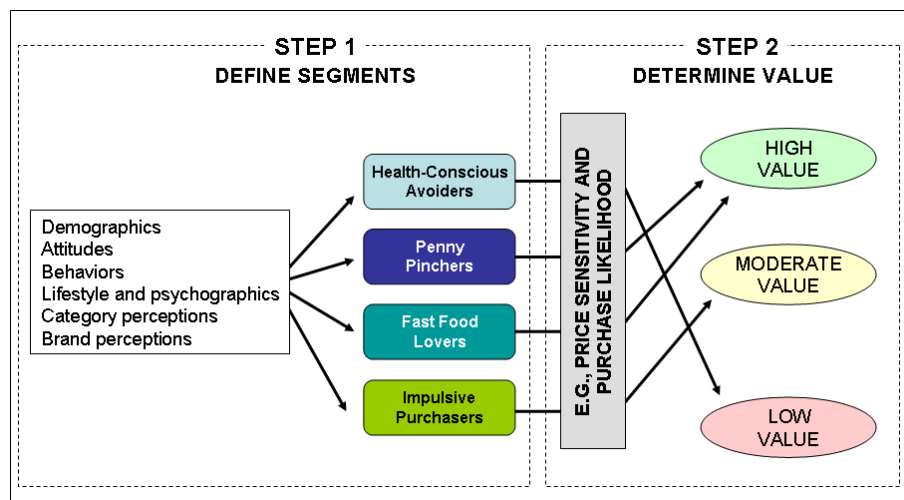 STEP 1
DEFINE SEGMENTS
Demographics
Attitudes
Behaviors
Lifestyle and psychographics
Category perceptions
Brand perceptions
Health-Conscious
Avoiders
Penny
Pinchers
Fast Food
Lovers
Impulsive
Purchasers
STEP 2
DETERMINE VALUE
E.G., PRICE SENSITIVITY AND
PURCHASE LIKELIHOOD
HIGH
VALUE
MODERATE
VALUE
LOW
VALUE